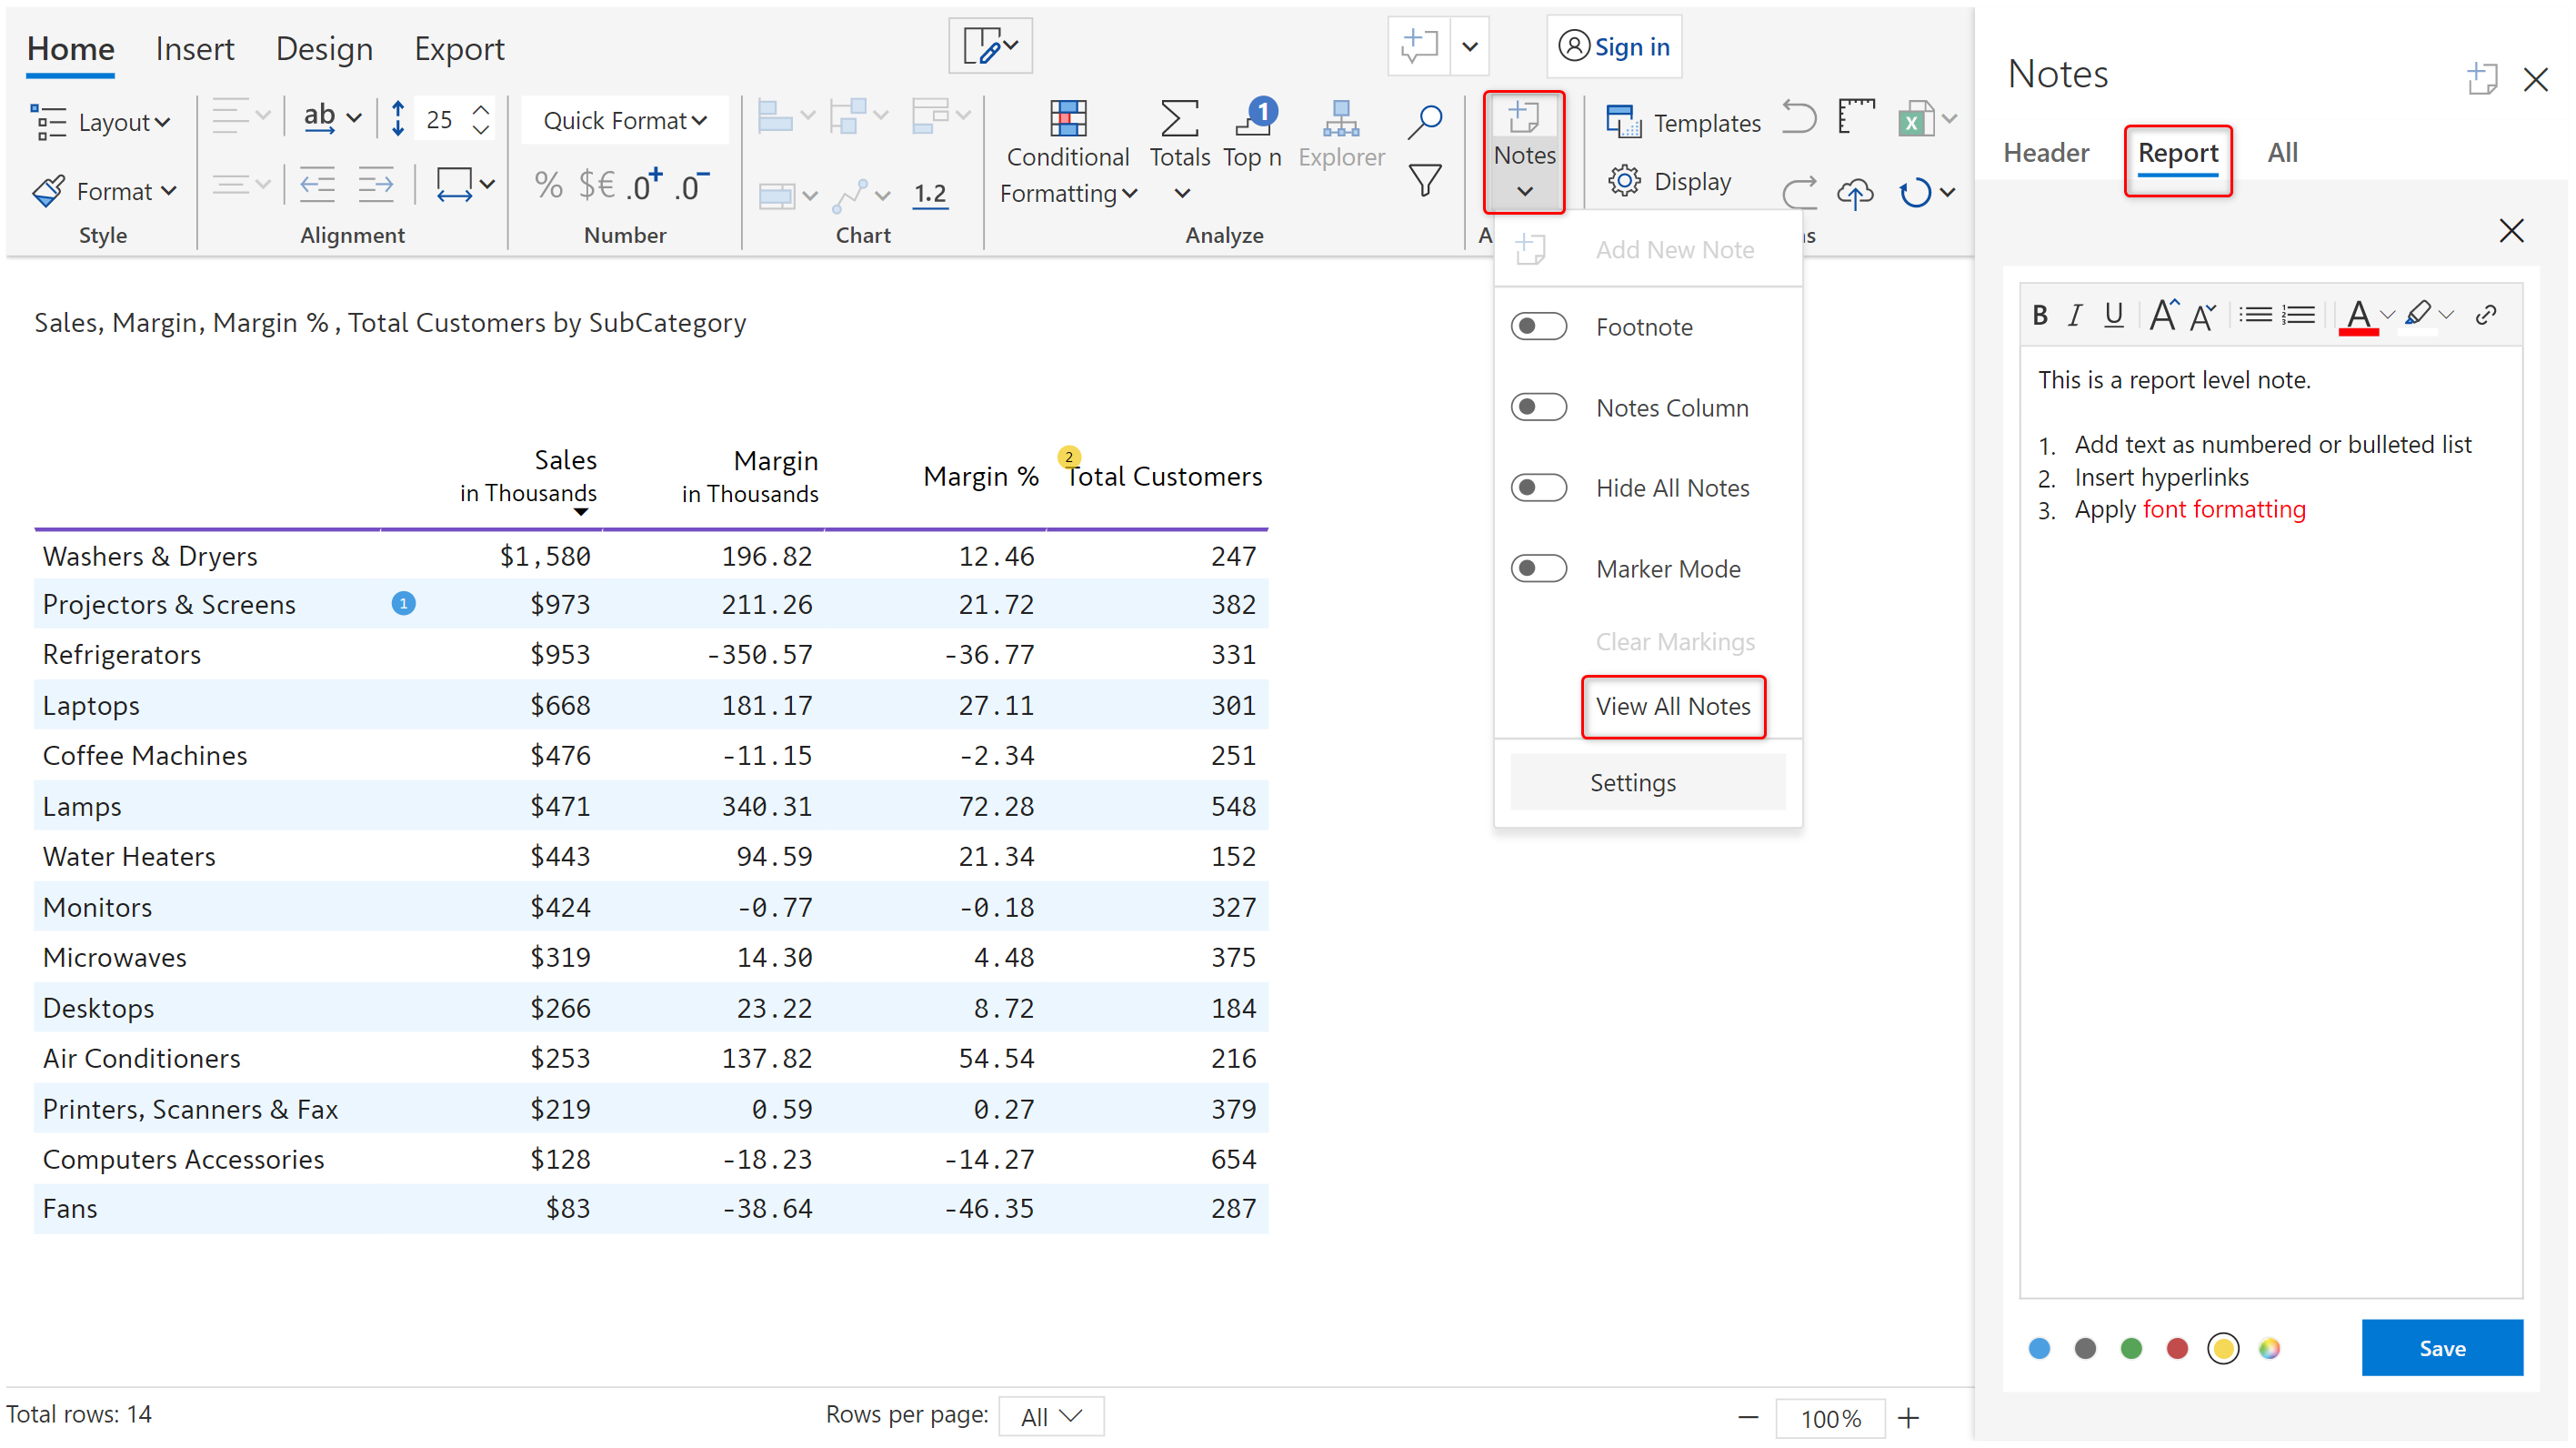 Home Insert Design Export Sign in
Layout ab 25 Quick Format
Format % $€ .0+ .0- 1.2
Conditional Formatting Totals Top n 1 Explorer
Notes
Templates
Display
Style Alignment Number Chart Analyze A s
Add New Note
Footnote
Notes Column
Hide All Notes
Marker Mode
Clear Markings
View All Notes
Settings
Sales, Margin, Margin % , Total Customers by SubCategory
Sales in Thousands Margin in Thousands Margin % 2 Total Customers
Washers & Dryers $1,580 196.82 12.46 247
Projectors & Screens 1 $973 211.26 21.72 382
Refrigerators $953 -350.57 -36.77 331
Laptops $668 181.17 27.11 301
Coffee Machines $476 -11.15 -2.34 251
Lamps $471 340.31 72.28 548
Water Heaters $443 94.59 21.34 152
Monitors $424 -0.77 -0.18 327
Microwaves $319 14.30 4.48 375
Desktops $266 23.22 8.72 184
Air Conditioners $253 137.82 54.54 216
Printers, Scanners & Fax $219 0.59 0.27 379
Computers Accessories $128 -18.23 -14.27 654
Fans $83 -38.64 -46.35 287
Total rows: 14 Rows per page: All 100%
Notes
Header Report All
B I U A A A
This is a report level note.
1. Add text as numbered or bulleted list
2. Insert hyperlinks
3. Apply font formatting
Save